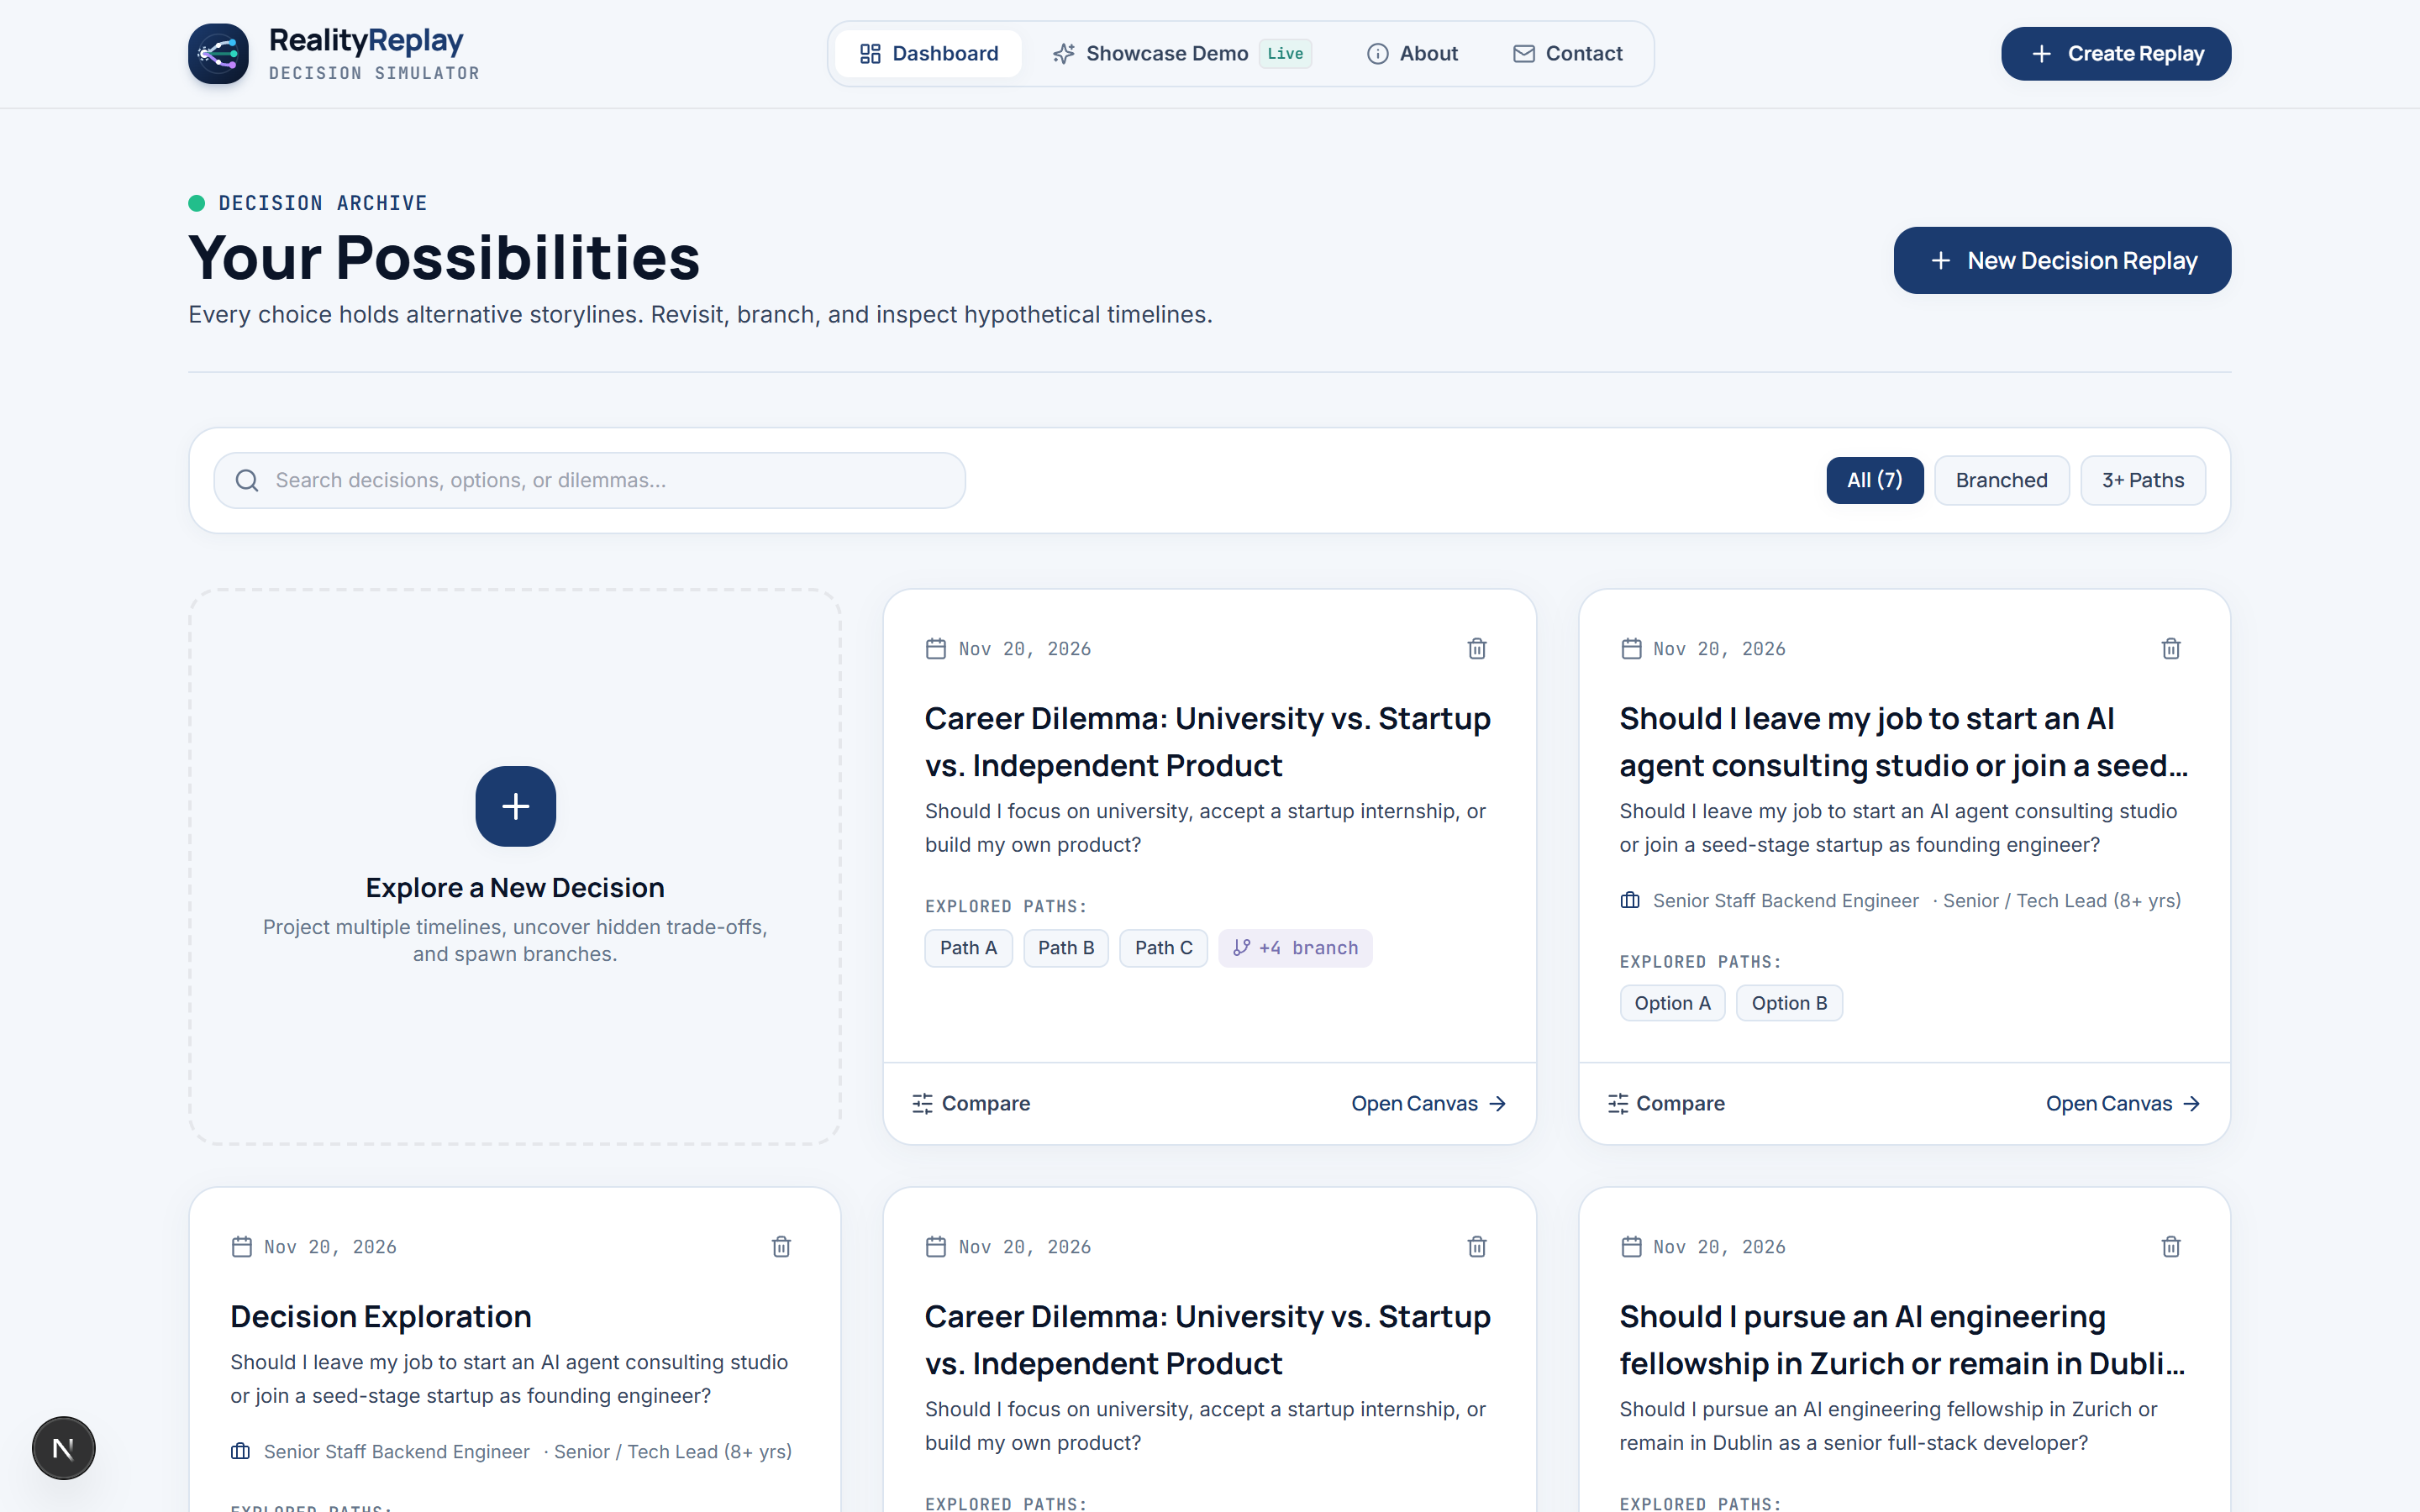 RealityReplay
DECISION SIMULATOR
Dashboard
Showcase Demo Live
About
Contact
Create Replay
DECISION ARCHIVE
Your Possibilities
Every choice holds alternative storylines. Revisit, branch, and inspect hypothetical timelines.
New Decision Replay
Search decisions, options, or dilemmas...
All (7)
Branched
3+ Paths
Explore a New Decision
Project multiple timelines, uncover hidden trade-offs,
and spawn branches.
Nov 20, 2026
Career Dilemma: University vs. Startup
vs. Independent Product
Should I focus on university, accept a startup internship, or
build my own product?
EXPLORED PATHS:
Path A
Path B
Path C
+4 branch
Compare
Open Canvas
Nov 20, 2026
Should I leave my job to start an AI
agent consulting studio or join a seed...
Should I leave my job to start an AI agent consulting studio
or join a seed-stage startup as founding engineer?
Senior Staff Backend Engineer · Senior / Tech Lead (8+ yrs)
EXPLORED PATHS:
Option A
Option B
Compare
Open Canvas
Nov 20, 2026
Decision Exploration
Should I leave my job to start an AI agent consulting studio
or join a seed-stage startup as founding engineer?
Senior Staff Backend Engineer · Senior / Tech Lead (8+ yrs)
EXPLORED PATHS:
Nov 20, 2026
Career Dilemma: University vs. Startup
vs. Independent Product
Should I focus on university, accept a startup internship, or
build my own product?
EXPLORED PATHS:
Nov 20, 2026
Should I pursue an AI engineering
fellowship in Zurich or remain in Dubli...
Should I pursue an AI engineering fellowship in Zurich or
remain in Dublin as a senior full-stack developer?
EXPLORED PATHS:
N